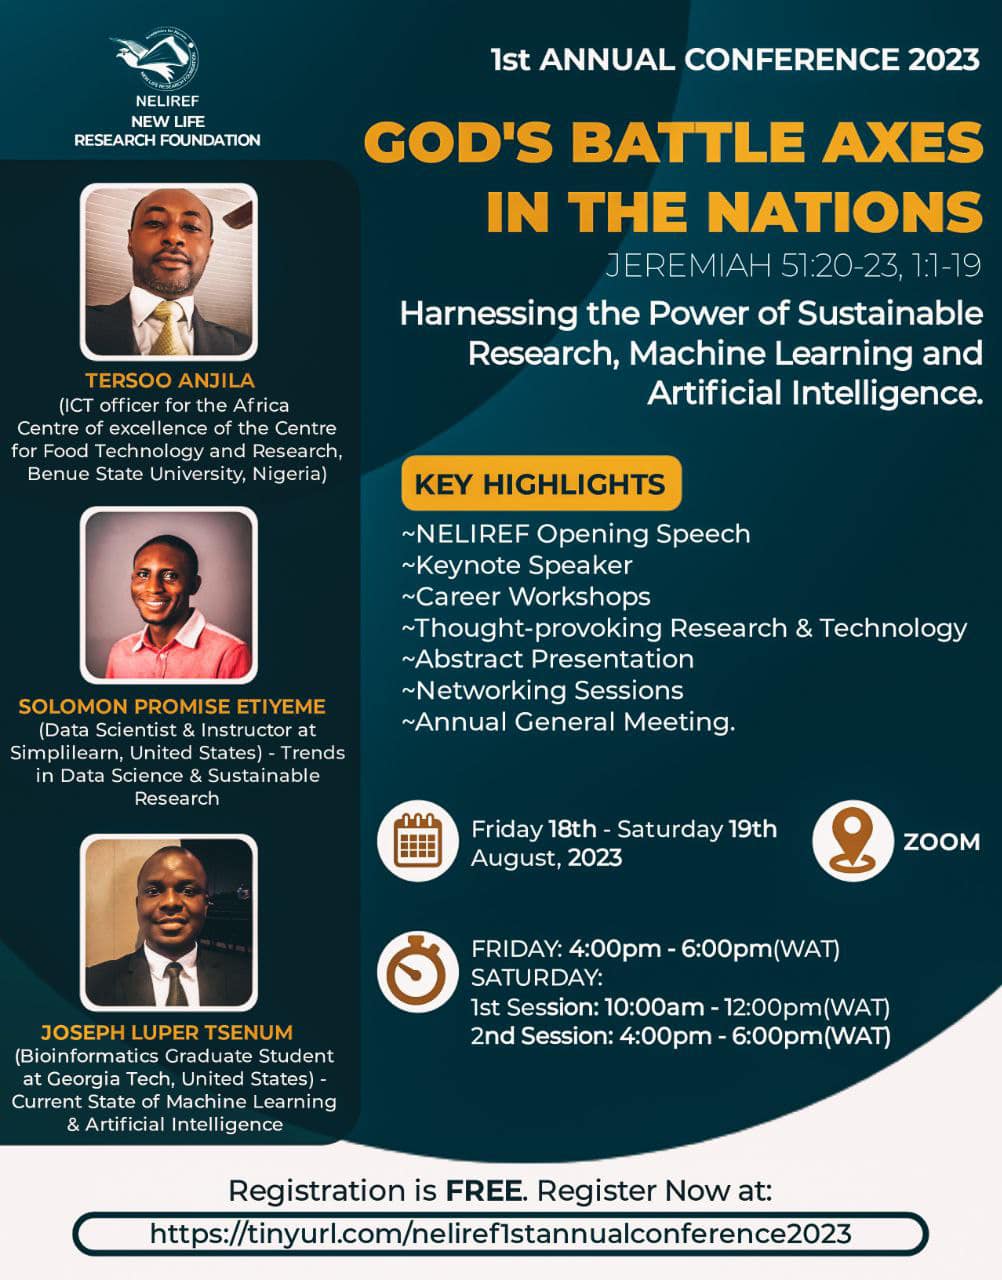 NELIREF
NEW LIFE
RESEARCH FOUNDATION
1st ANNUAL CONFERENCE 2023
GOD'S BATTLE AXES
IN THE NATIONS
JEREMIAH 51:20-23, 1:1-19
Harnessing the Power of Sustainable
Research, Machine Learning and
Artificial Intelligence.
TERSOO ANJILA
(ICT officer for the Africa
Centre of excellence of the Centre
for Food Technology and Research,
Benue State University, Nigeria)
SOLOMON PROMISE ETIYEME
(Data Scientist & Instructor at
Simplilearn, United States) - Trends
in Data Science & Sustainable
Research
JOSEPH LUPER TSENUM
(Bioinformatics Graduate Student
at Georgia Tech, United States) -
Current State of Machine Learning
& Artificial Intelligence
KEY HIGHLIGHTS
~NELIREF Opening Speech
~Keynote Speaker
~Career Workshops
~Thought-provoking Research & Technology
~Abstract Presentation
~Networking Sessions
~Annual General Meeting.
Friday 18th - Saturday 19th
August, 2023
ZOOM
FRIDAY: 4:00pm - 6:00pm(WAT)
SATURDAY:
1st Session: 10:00am - 12:00pm(WAT)
2nd Session: 4:00pm - 6:00pm(WAT)
Registration is FREE. Register Now at:
https://tinyurl.com/neliref1stannualconference2023